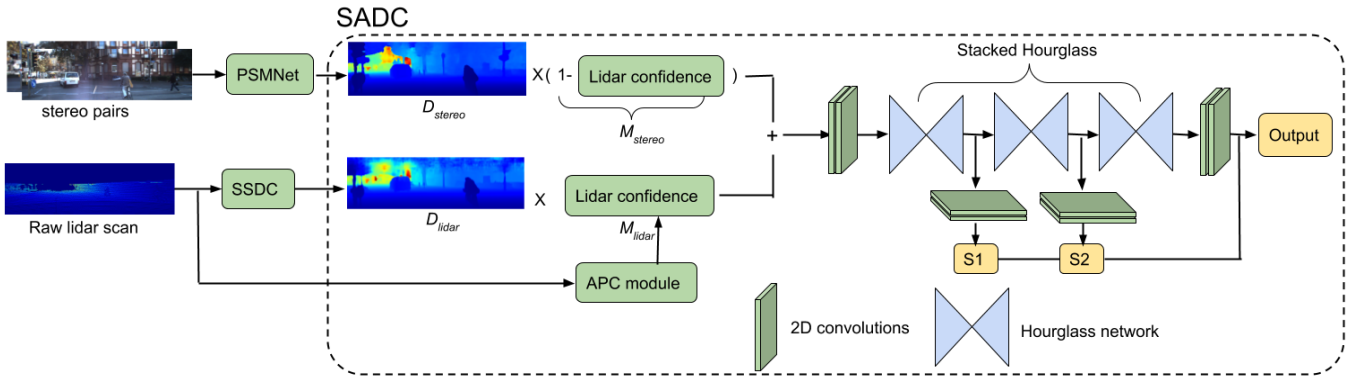 SADC
stereo pairs
PSMNet
D_stereo
X( 1- Lidar confidence )
M_stereo
Raw lidar scan
SSDC
D_lidar
X
Lidar confidence
M_lidar
APC module
+
Stacked Hourglass
Output
S1
S2
2D convolutions
Hourglass network